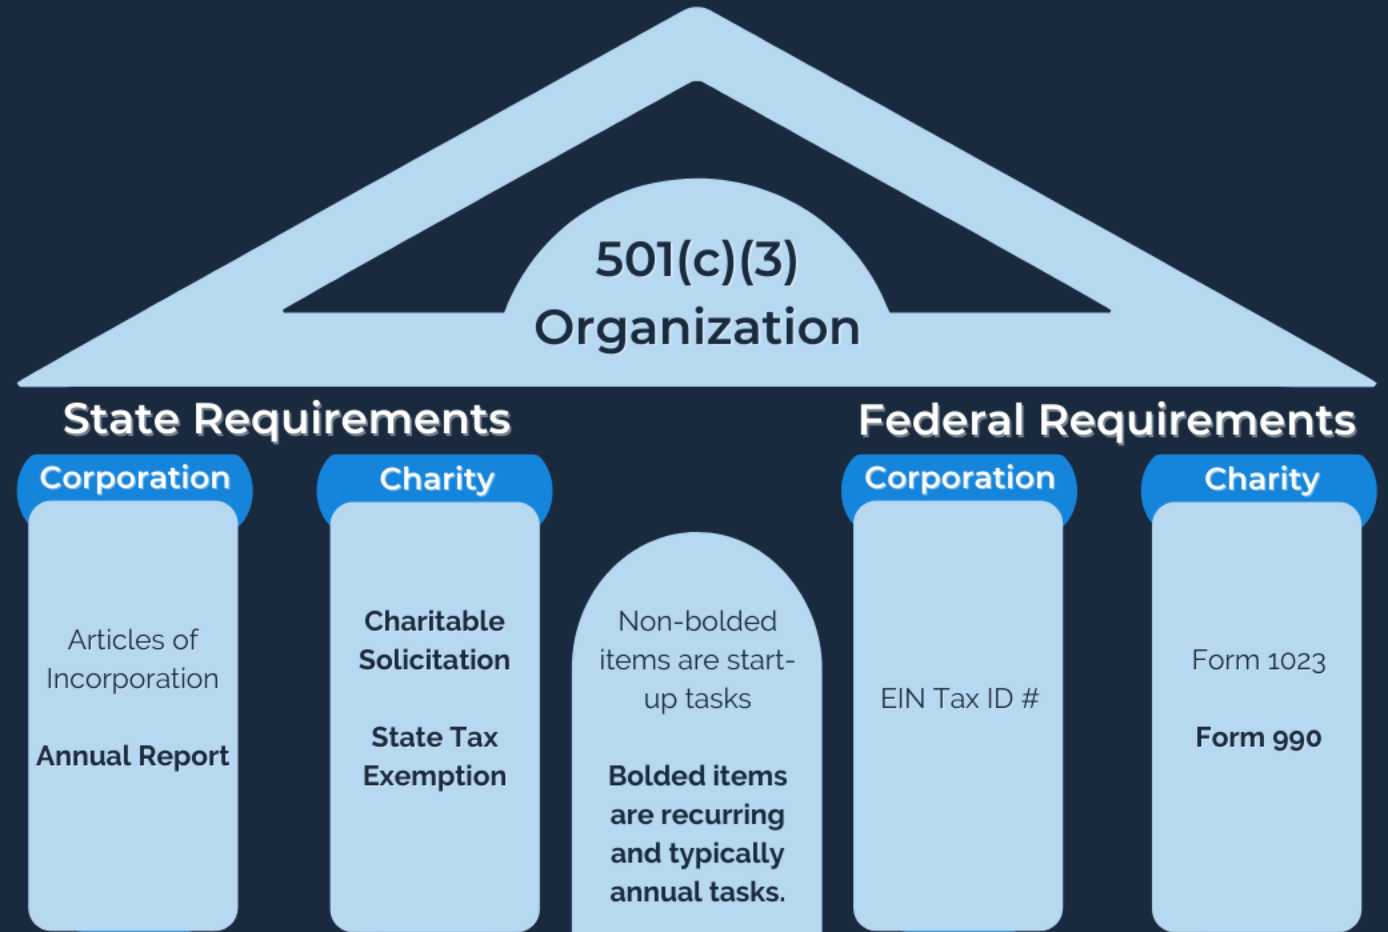 501(c)(3)
Organization
State Requirements
Federal Requirements
Corporation
Articles of
Incorporation
Annual Report
Charity
Charitable
Solicitation
State Tax
Exemption
Non-bolded
items are start-
up tasks
Bolded items
are recurring
and typically
annual tasks.
Corporation
EIN Tax ID #
Charity
Form 1023
Form 990